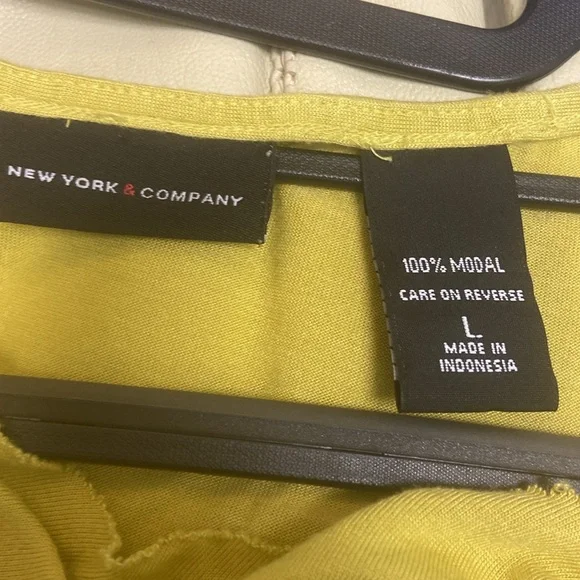 NEW YORK & COMPANY
100% MODAL
CARE ON REVERSE
L
MADE IN
INDONESIA